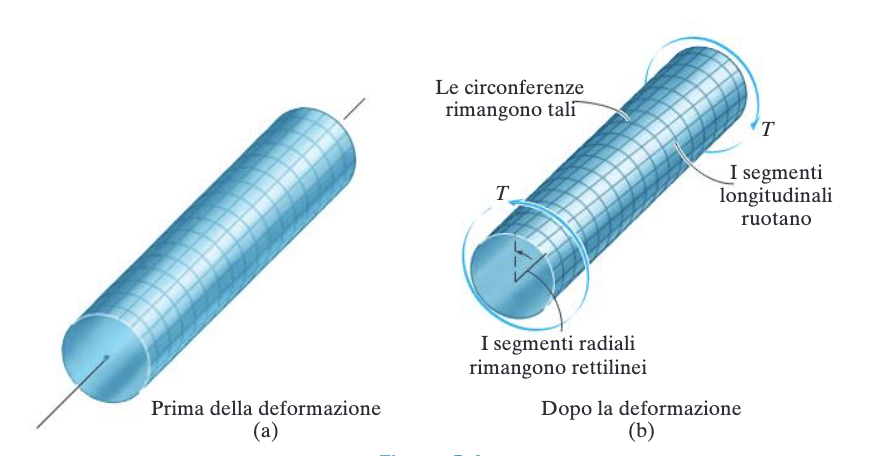 Le circonferenze
rimangono tali
T
I segmenti
longitudinali
ruotano
T
I segmenti radiali
rimangono rettilinei
Prima della deformazione
(a)
Dopo la deformazione
(b)